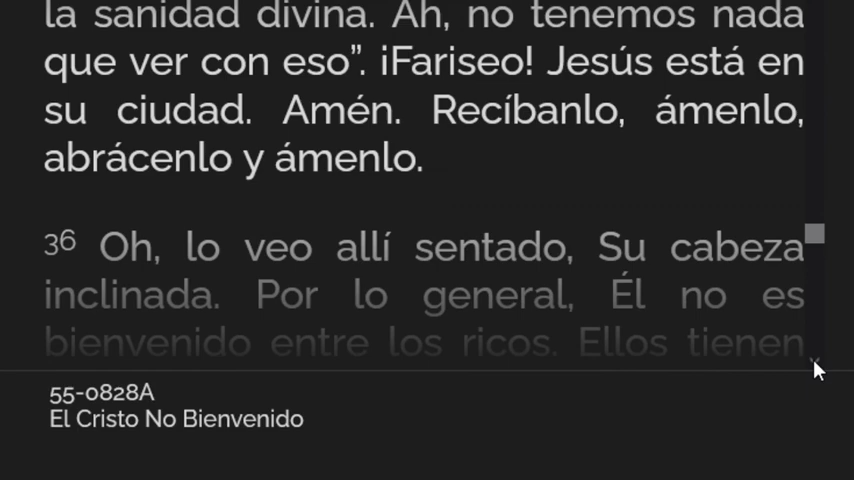 la sanidad divina. Ah, no tenemos nada
que ver con eso”. ¡Fariseo! Jesús está en
su ciudad. Amén. Recíbanlo, ámenlo,
abrácenlo y ámenlo.
36 Oh, lo veo allí sentado, Su cabeza
inclinada. Por lo general, Él no es
bienvenido entre los ricos. Ellos tienen
55-0828A
El Cristo No Bienvenido